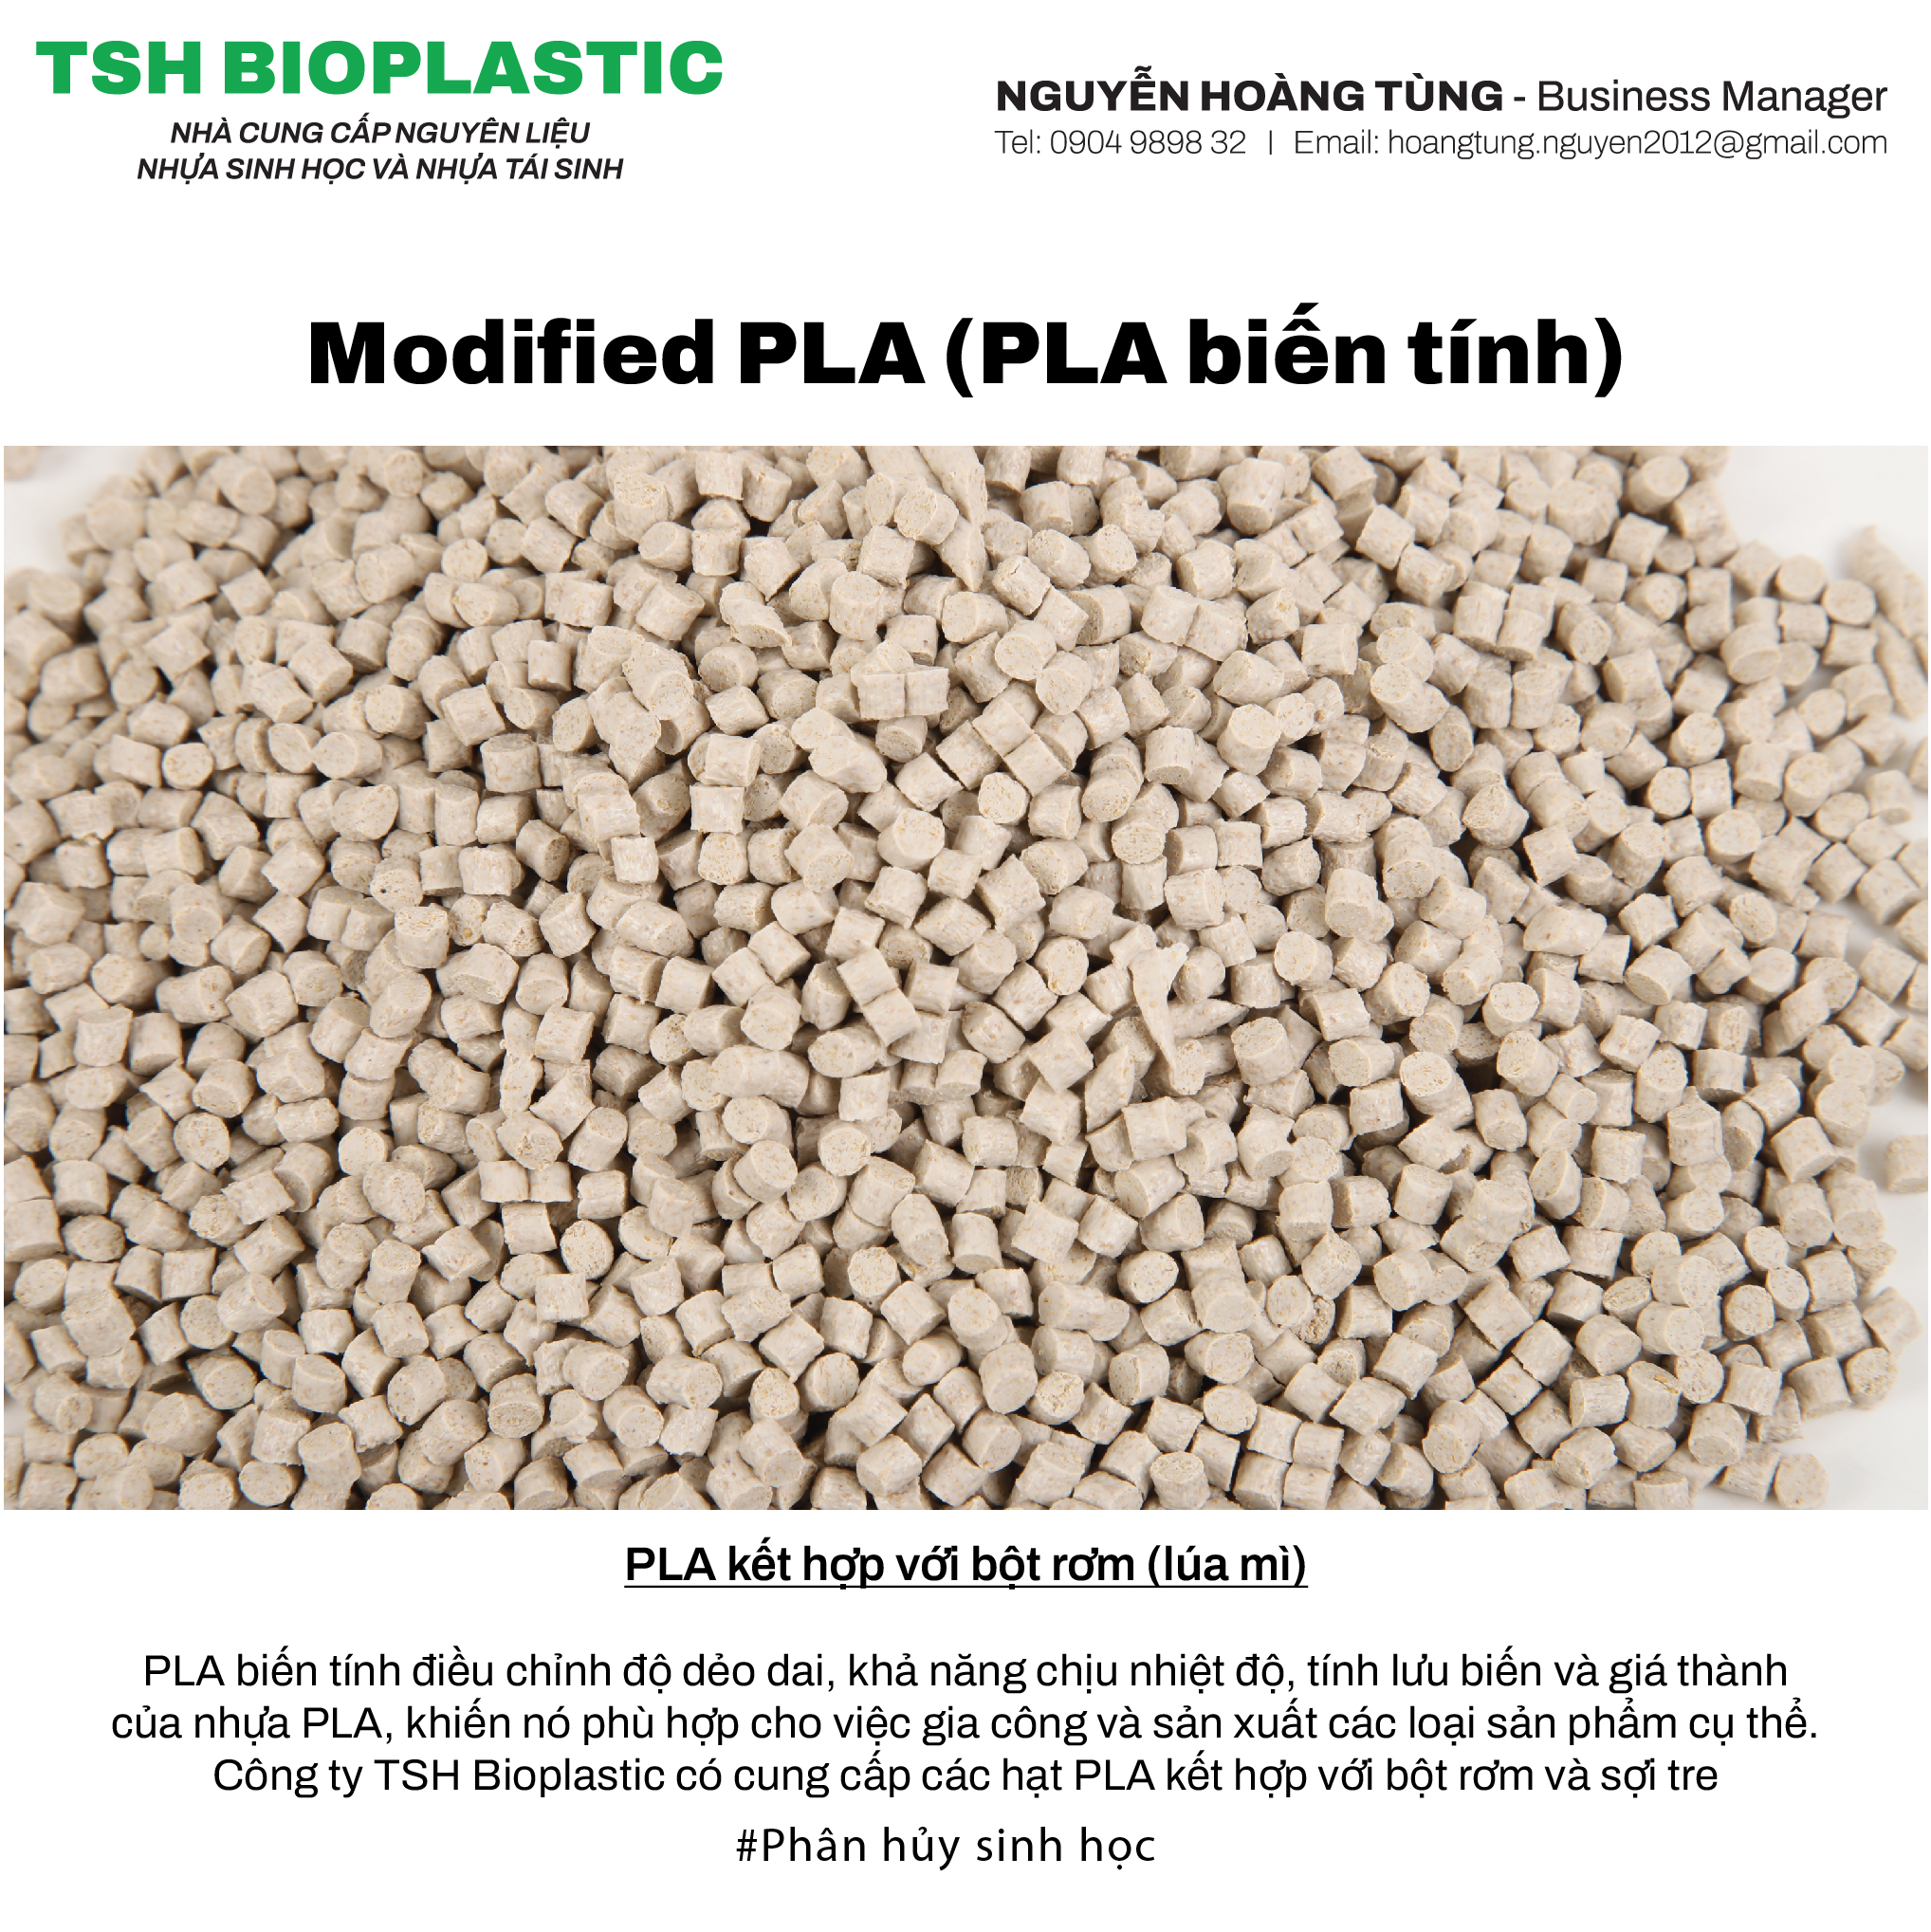 TSH BIOPLASTIC
NHÀ CUNG CẤP NGUYÊN LIỆU
NHỰA SINH HỌC VÀ NHỰA TÁI SINH
NGUYỄN HOÀNG TÙNG - Business Manager
Tel: 0904 9898 32 | Email: hoangtung.nguyen2012@gmail.com
Modified PLA (PLA biến tính)
PLA kết hợp với bột rơm (lúa mì)
PLA biến tính điều chỉnh độ dẻo dai, khả năng chịu nhiệt độ, tính lưu biến và giá thành
của nhựa PLA, khiến nó phù hợp cho việc gia công và sản xuất các loại sản phẩm cụ thể.
Công ty TSH Bioplastic có cung cấp các hạt PLA kết hợp với bột rơm và sợi tre
#Phân hủy sinh học